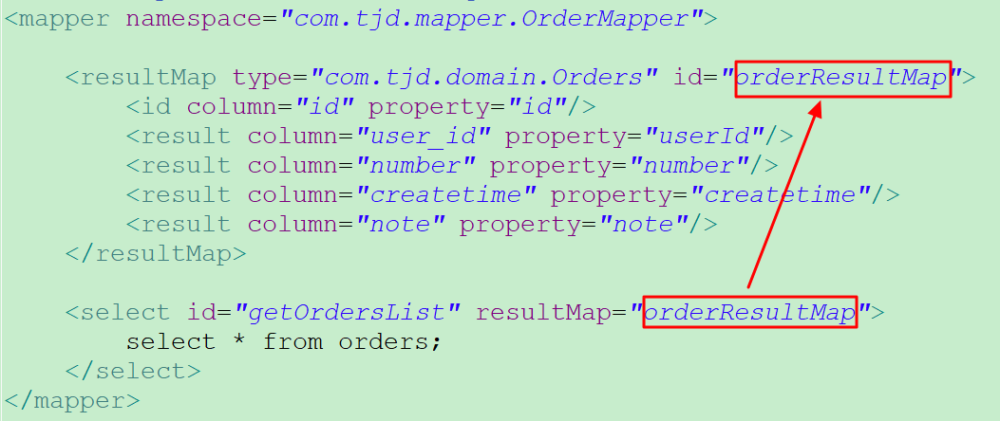 <mapper namespace="com.tjd.mapper.OrderMapper">
<resultMap type="com.tjd.domain.Orders" id="orderResultMap">
<id column="id" property="id"/>
<result column="user_id" property="userId"/>
<result column="number" property="number"/>
<result column="createtime" property="createtime"/>
<result column="note" property="note"/>
</resultMap>
<select id="getOrdersList" resultMap="orderResultMap">
select * from orders;
</select>
</mapper>